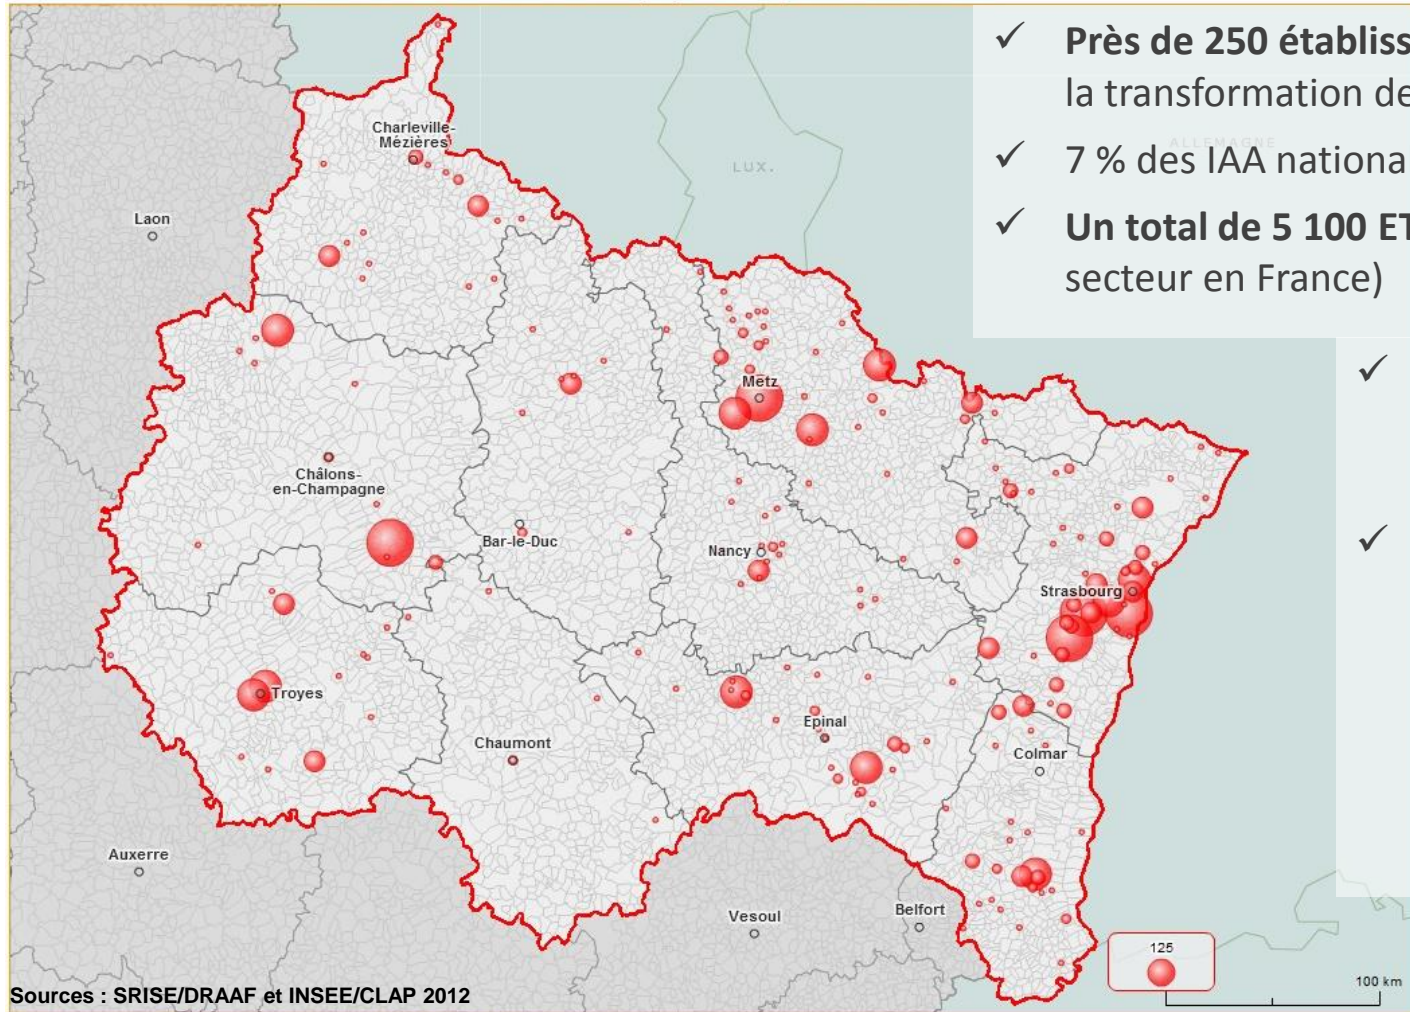 ✓ Près de 250 établiss
la transformation de
ALLEMAGNE
✓ 7 % des IAA nationa
✓ Un total de 5 100 ET
secteur en France)
✓
✓
LUX.
Charleville-
Mézières
Laon
Metz
Châlons-
en-Champagne
Bar-le-Duc
Nancy
Strasbourg
Troyes
Epinal
Chaumont
Colmar
Auxerre
Vesoul
Belfort
125
100 km
Sources : SRISE/DRAAF et INSEE/CLAP 2012